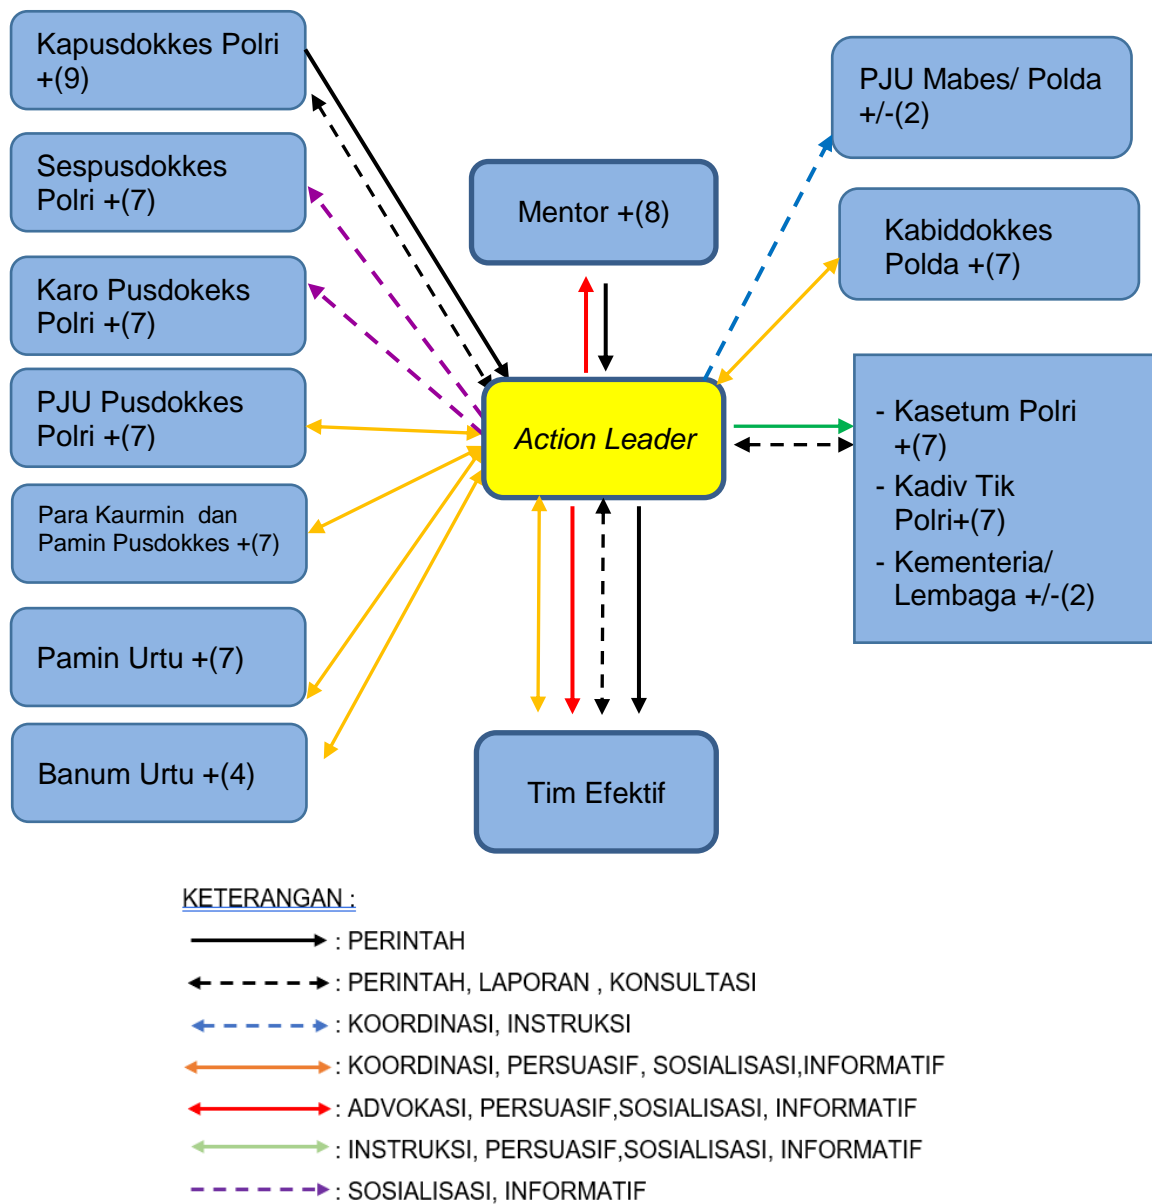 Kapusdokkes Polri
+(9)
Sespusdokkes
Polri +(7)
Karo Pusdokeks
Polri +(7)
PJU Pusdokkes
Polri +(7)
Para Kaurmin dan
Pamin Pusdokkes +(7)
Pamin Urtu +(7)
Banum Urtu +(4)
Mentor +(8)
Action Leader
Tim Efektif
PJU Mabes/ Polda
+/-(2)
Kabiddokkes
Polda +(7)
- Kasetum Polri
+(7)
- Kadiv Tik
Polri+(7)
- Kementeria/
Lembaga +/-(2)
KETERANGAN :
: PERINTAH
: PERINTAH, LAPORAN , KONSULTASI
: KOORDINASI, INSTRUKSI
: KOORDINASI, PERSUASIF, SOSIALISASI,INFORMATIF
: ADVOKASI, PERSUASIF,SOSIALISASI, INFORMATIF
: INSTRUKSI, PERSUASIF,SOSIALISASI, INFORMATIF
: SOSIALISASI, INFORMATIF